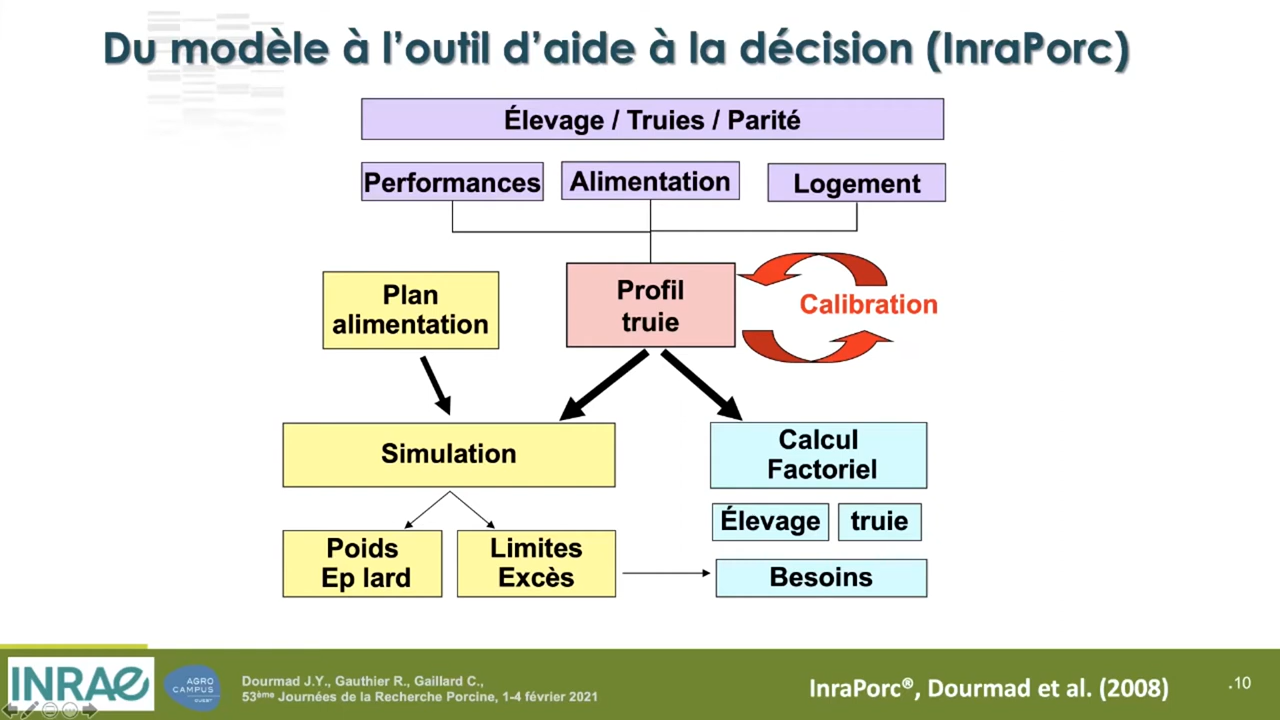 Du modèle à l’outil d’aide à la décision (InraPorc)
Élevage / Truies / Parité
Performances
Alimentation
Logement
Plan
alimentation
Profil
truie
Calibration
Simulation
Calcul
Factoriel
Élevage
truie
Poids
Ep lard
Limites
Excès
Besoins
INRAE
AGRO
CAMPUS
OUEST
Dourmad J.Y., Gauthier R., Gaillard C.,
53ème Journées de la Recherche Porcine, 1-4 février 2021
InraPorc®, Dourmad et al. (2008)
.10